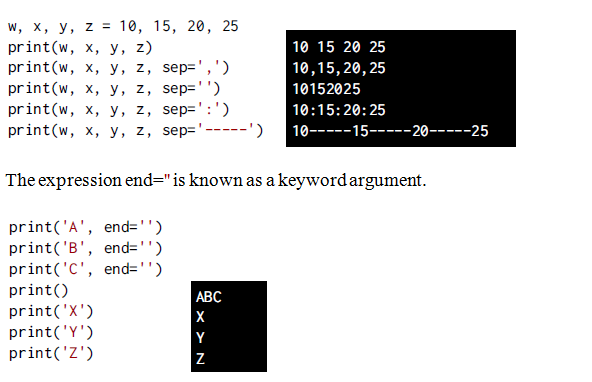 w, x, y, z = 10, 15, 20, 25
print(w, x, y, z)
print(w, x, y, z, sep=',')
print(w, x, y, z, sep='')
print(w, x, y, z, sep=':')
print(w, x, y, z, sep='-----')
10 15 20 25
10,15,20,25
10152025
10:15:20:25
10-----15-----20-----25
The expression end='' is known as a keyword argument.
print('A', end='')
print('B', end='')
print('C', end='')
print()
print('X')
print('Y')
print('Z')
ABC
X
Y
Z